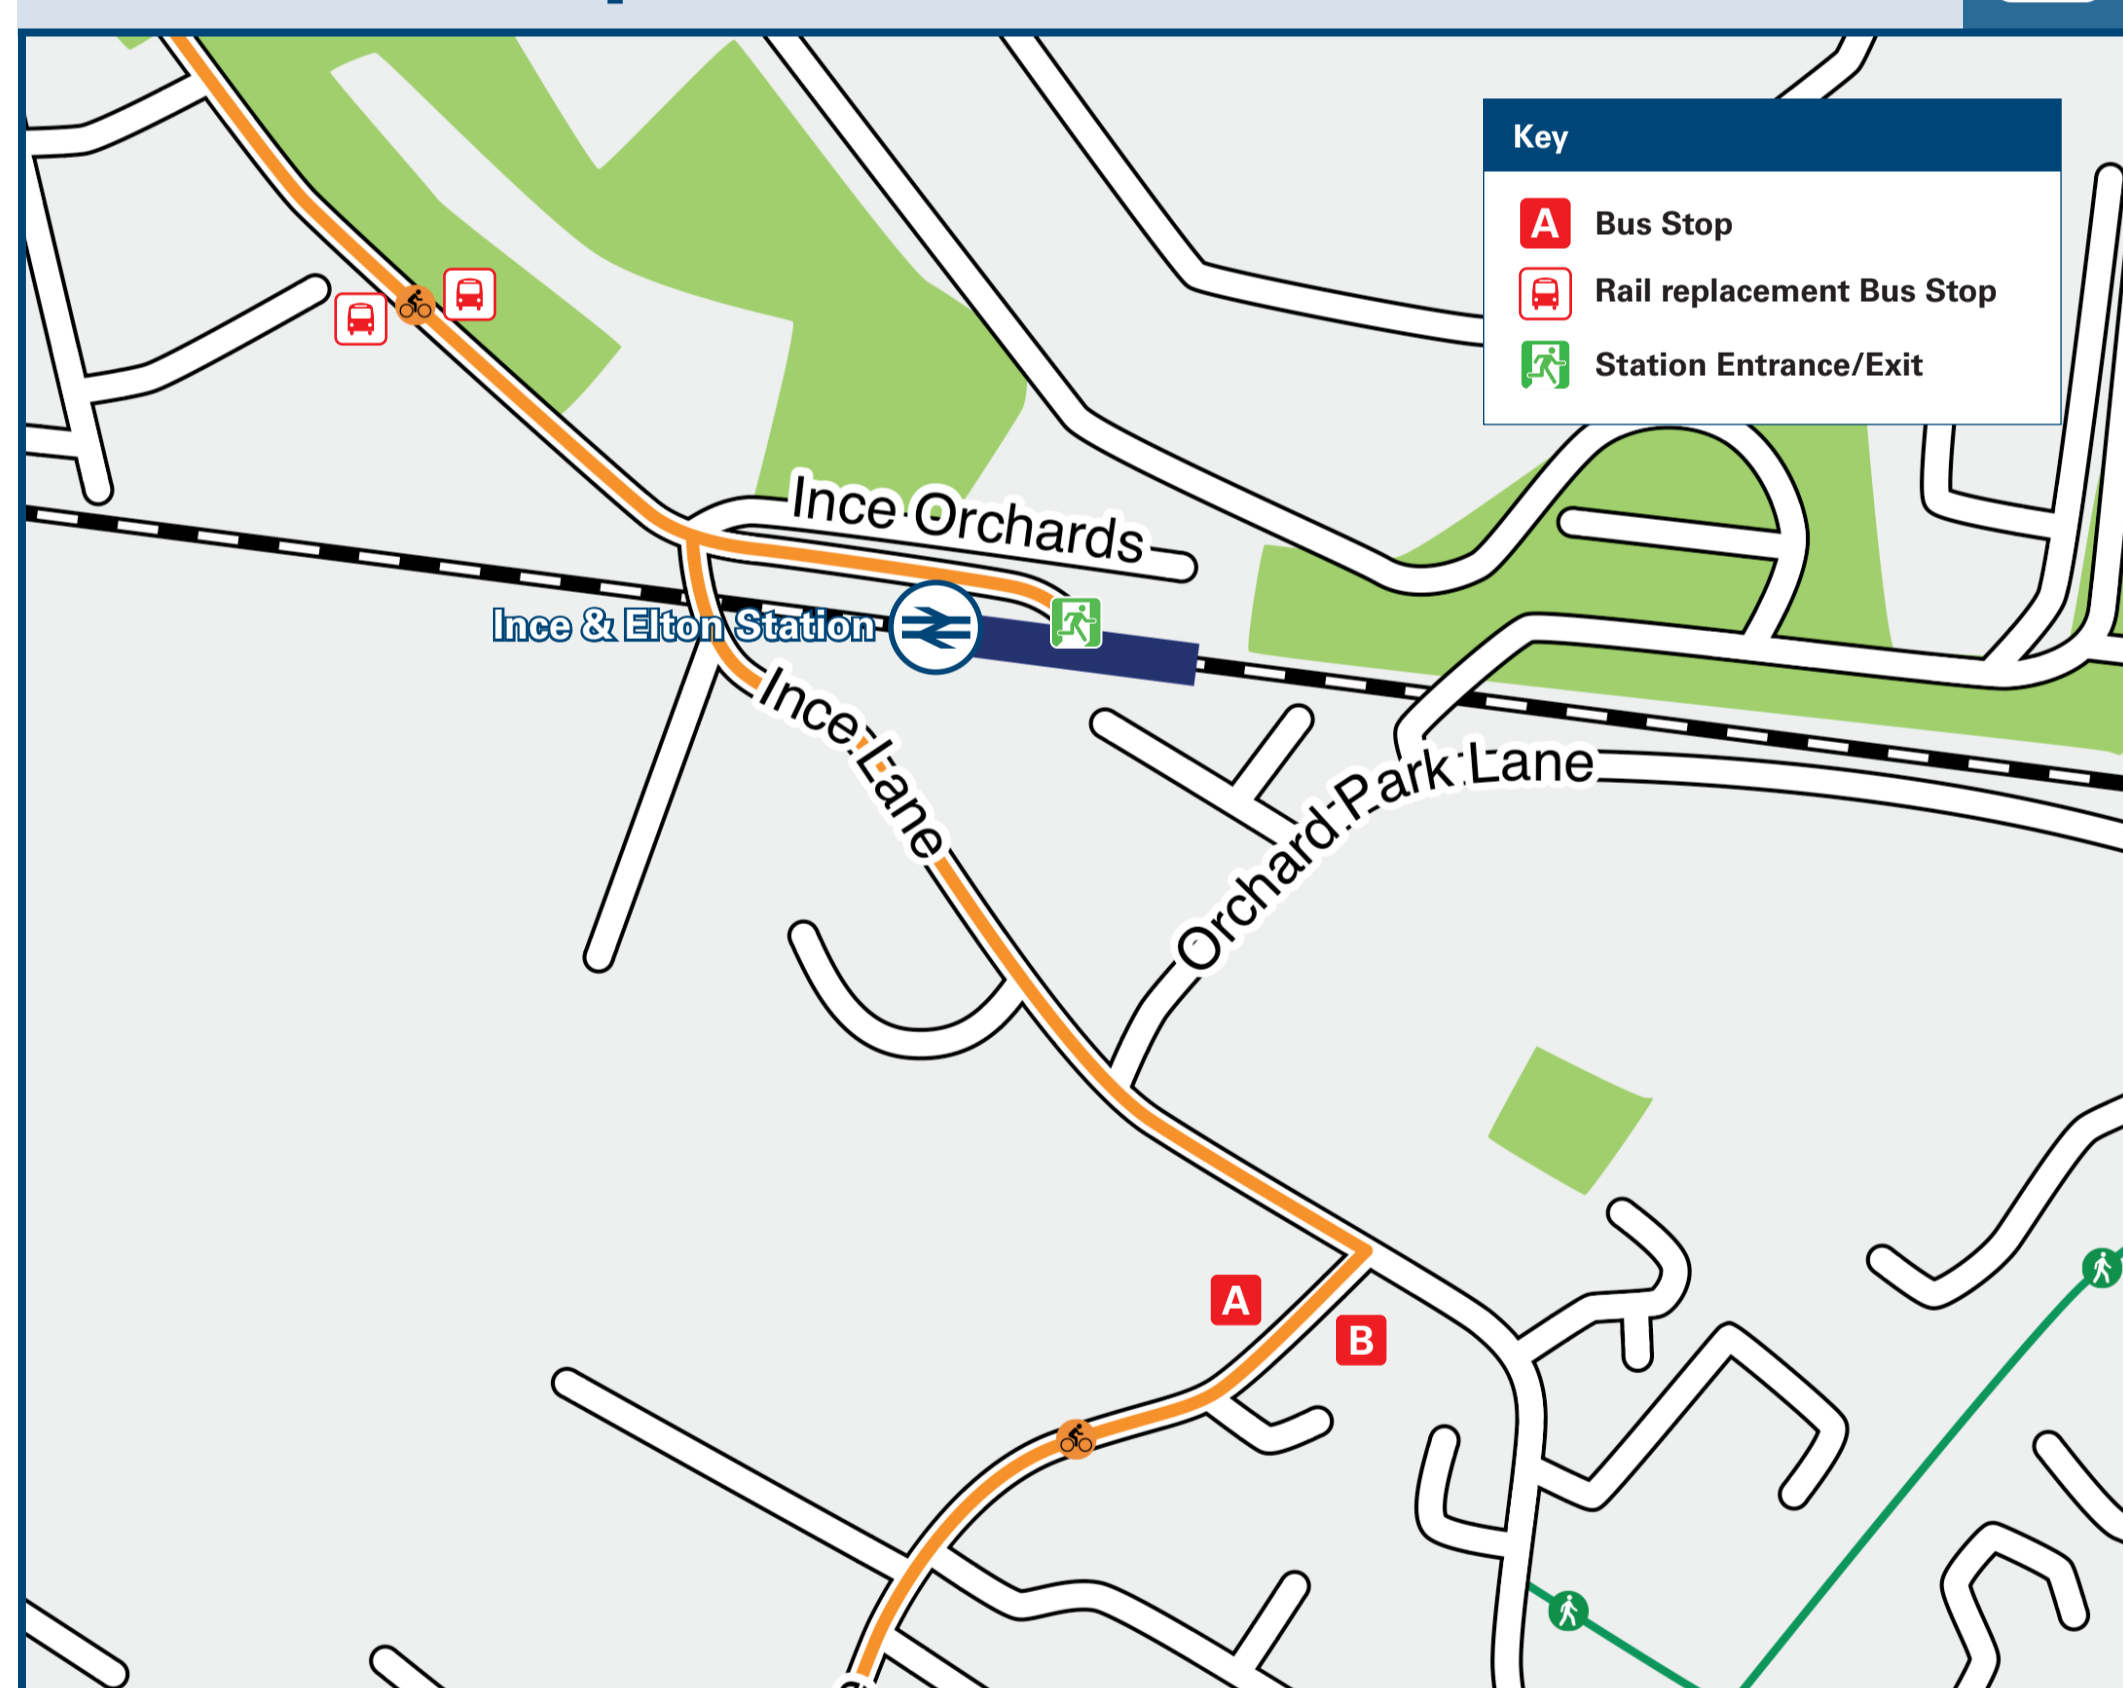 Key
A
Bus Stop
Rail replacement Bus Stop
Station Entrance/Exit
Ince Orchards
Ince & Elton Station
Ince Lane
Orchard Park Lane
A
B